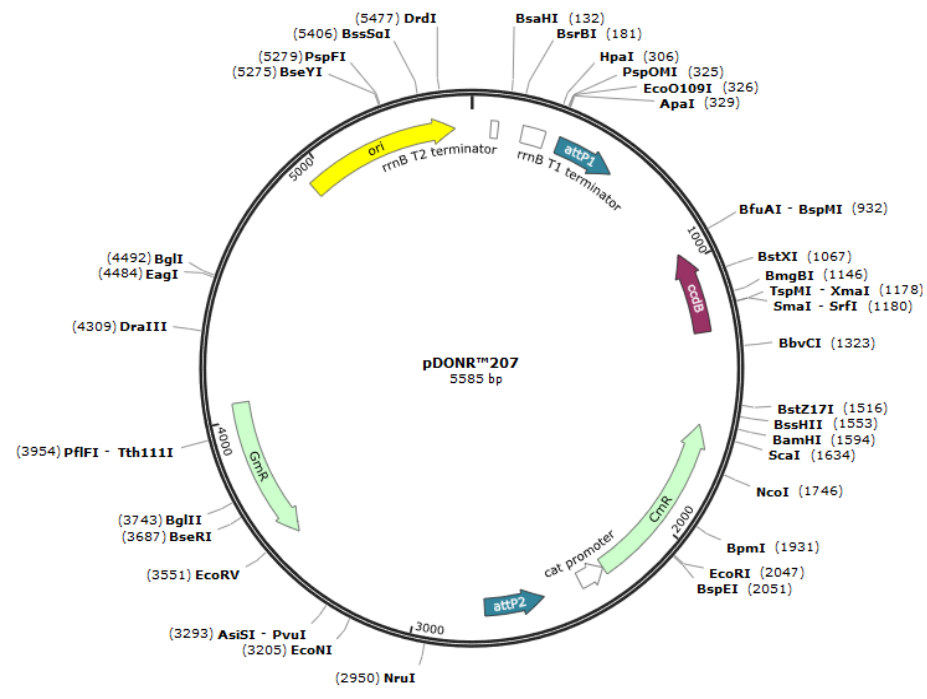 (5477) DrdI
(5406) BssSαI
(5279) PspFI
(5275) BseYI
BsaHI (132)
BsrBI (181)
HpaI (306)
PspOMI (325)
EcoO109I (326)
ApaI (329)
BfuAI - BspMI (932)
BstXI (1067)
BmgBI (1146)
TspMI - XmaI (1178)
SmaI - SrfI (1180)
BbvCI (1323)
BstZ17I (1516)
BssHII (1553)
BamHI (1594)
ScaI (1634)
NcoI (1746)
BpmI (1931)
EcoRI (2047)
BspEI (2051)
(2950) NruI
(3205) EcoNI
(3293) AsiSI - PvuI
(3551) EcoRV
(3687) BseRI
(3743) BglII
(3954) PflFI - Tth111I
(4309) DraIII
(4484) EagI
(4492) BglI
ori
rrnB T2 terminator
rrnB T1 terminator
attP1
ccdB
CmR
cat promoter
attP2
GmR
1000
2000
3000
4000
5000
pDONR™207
5585 bp